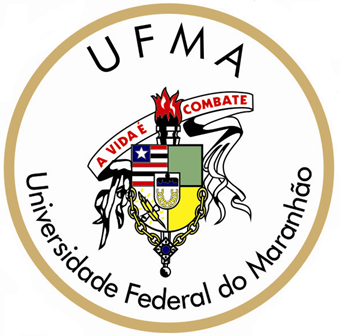 UFMA
A VIDA É COMBATE
Universidade Federal do Maranhão